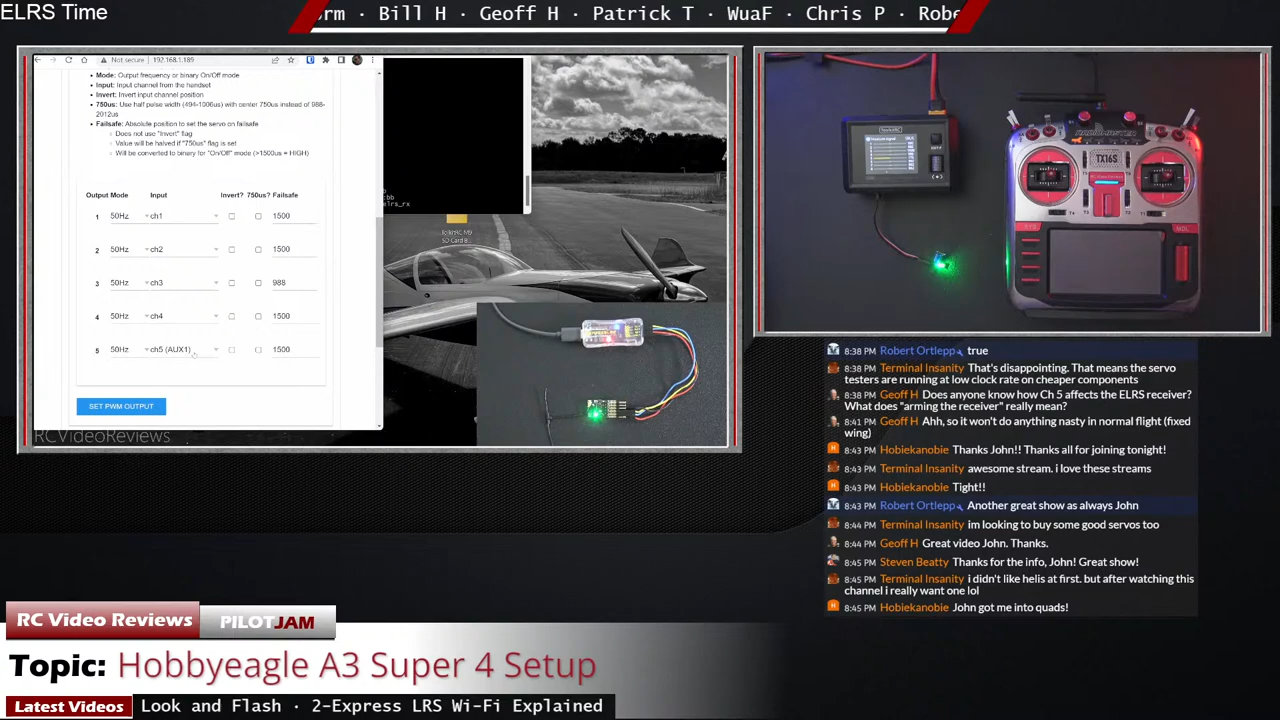 ELRS Time
rm · Bill H · Geoff H · Patrick T · WuaF · Chris P · Robe
Not secure 192.168.1.189
Mode: Output frequency or binary On/Off mode
Input: Input channel from the handset
Invert: Invert input channel position
750us: Use half pulse width (494-1006us) with center 750us instead of 988-
2012us
Failsafe: Absolute position to set the servo on failsafe
Does not use "Invert" flag
Value will be halved if "750us" flag is set
Will be converted to binary for "On/Off" mode (>1500us = HIGH)
Output Mode Input Invert? 750us? Failsafe
1 50Hz ch1 1500
2 50Hz ch2 1500
3 50Hz ch3 988
4 50Hz ch4 1500
5 50Hz ch5 (AUX1) 1500
SET PWM OUTPUT
RCVideoReviews
:bb
elrs_rx
SD Card B...
RADIOMASTER
TX16S
8:38 PM Robert Ortlepp true
8:38 PM Terminal Insanity That's disappointing. That means the servo
testers are running at low clock rate on cheaper components
8:38 PM Geoff H Does anyone know how Ch 5 affects the ELRS receiver?
What does "arming the receiver" really mean?
8:41 PM Geoff H Ahh, so it won't do anything nasty in normal flight (fixed
wing)
8:43 PM Hobiekanobie Thanks John!! Thanks all for joining tonight!
8:43 PM Terminal Insanity awesome stream. i love these streams
8:43 PM Hobiekanobie Tight!!
8:43 PM Robert Ortlepp Another great show as always John
8:44 PM Terminal Insanity im looking to buy some good servos too
8:44 PM Geoff H Great video John. Thanks.
8:45 PM Steven Beatty Thanks for the info, John! Great show!
8:45 PM Terminal Insanity i didn't like helis at first. but after watching this
channel i really want one lol
8:45 PM Hobiekanobie John got me into quads!
RC Video Reviews PILOTJAM
Topic: Hobbyeagle A3 Super 4 Setup
Latest Videos Look and Flash · 2-Express LRS Wi-Fi Explained